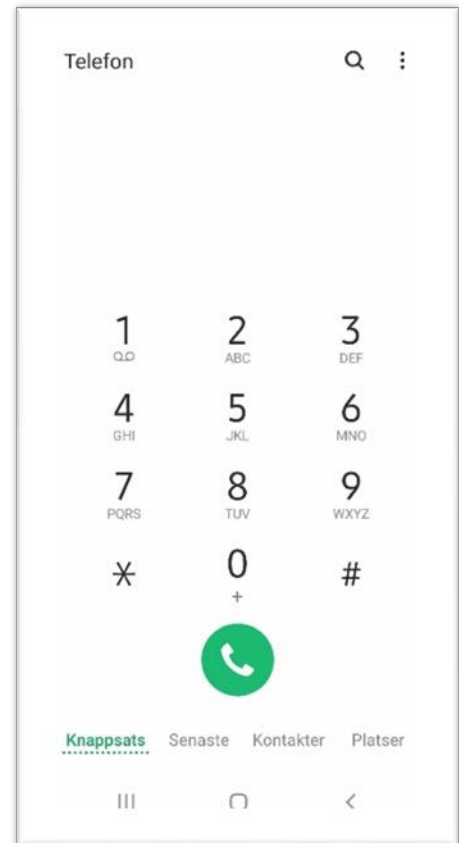 Telefon
1 2 3
ABC DEF
4 5 6
GHI JKL MNO
7 8 9
PQRS TUV WXYZ
* 0 #
+
Knappsats Senaste Kontakter Platser